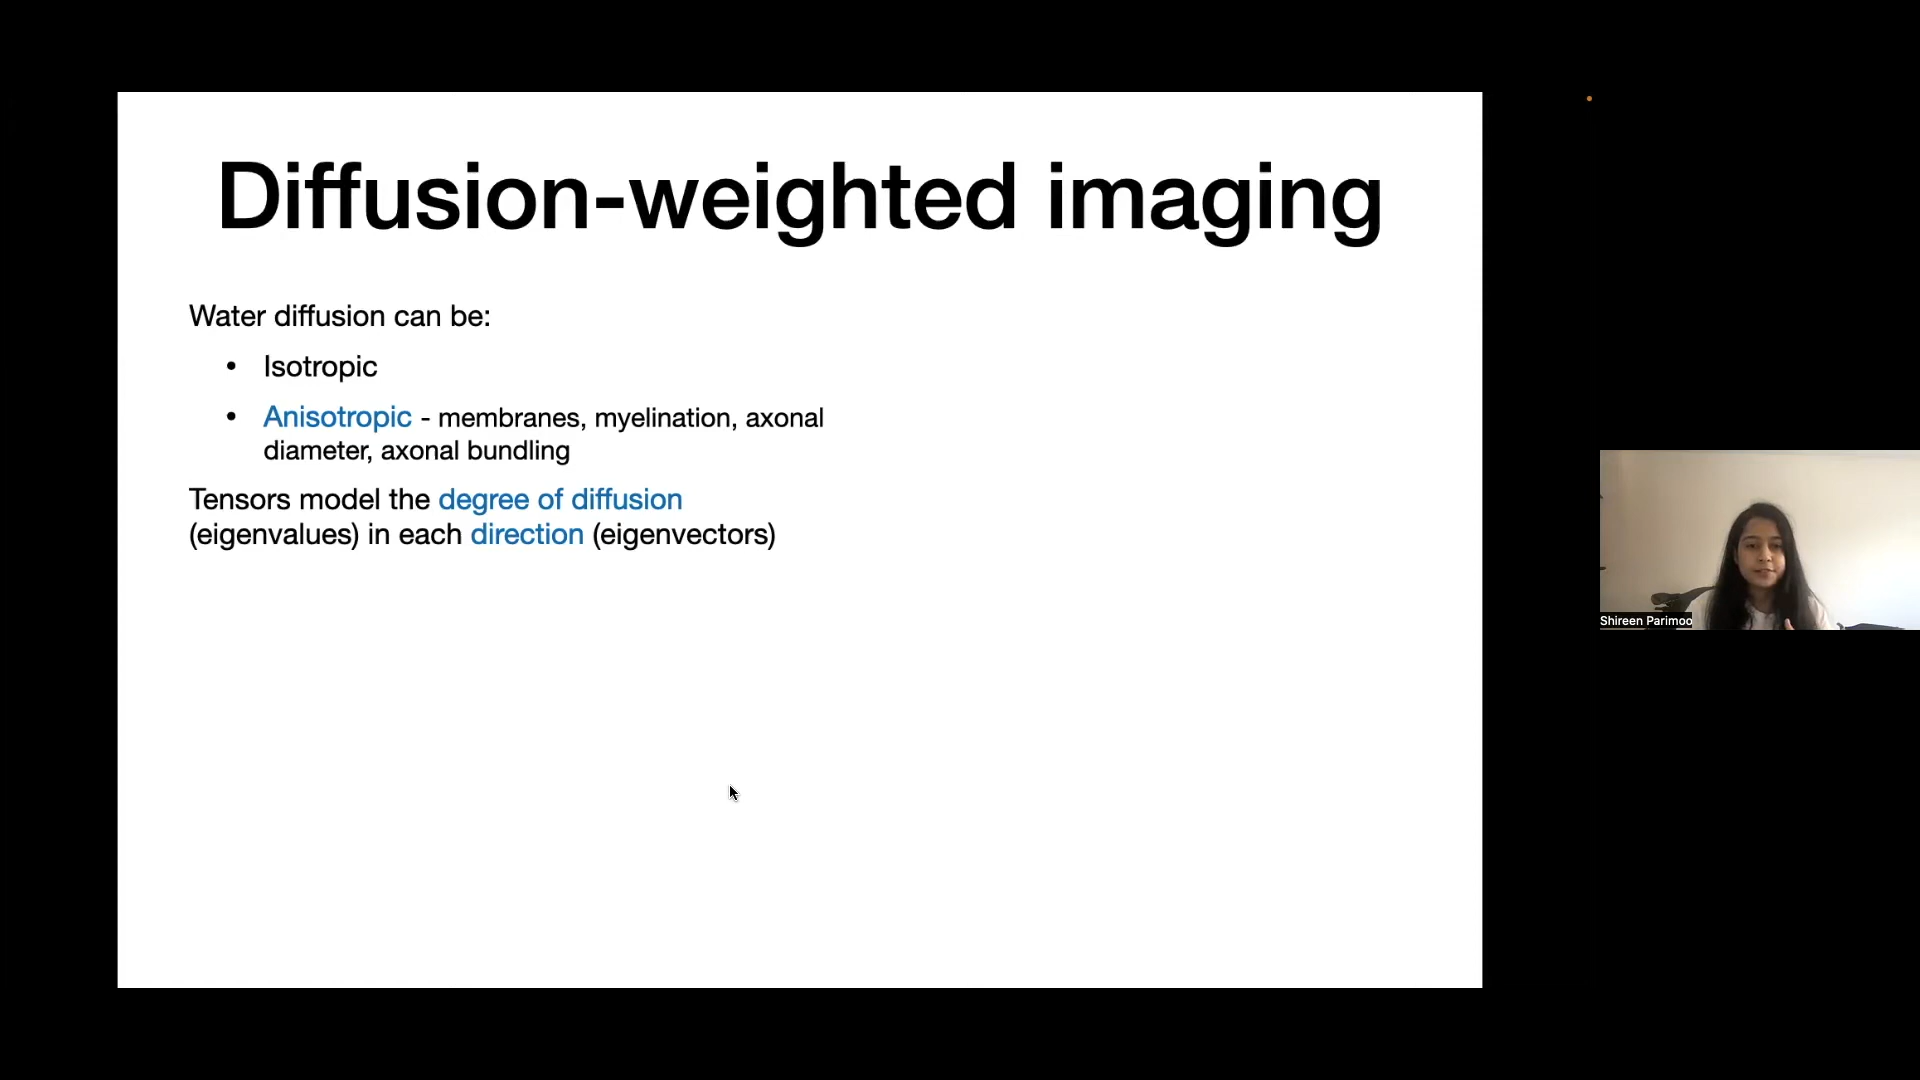 Diffusion-weighted imaging
Water diffusion can be:
• Isotropic
• Anisotropic - membranes, myelination, axonal
diameter, axonal bundling
Tensors model the degree of diffusion
(eigenvalues) in each direction (eigenvectors)
Shireen Parimoo